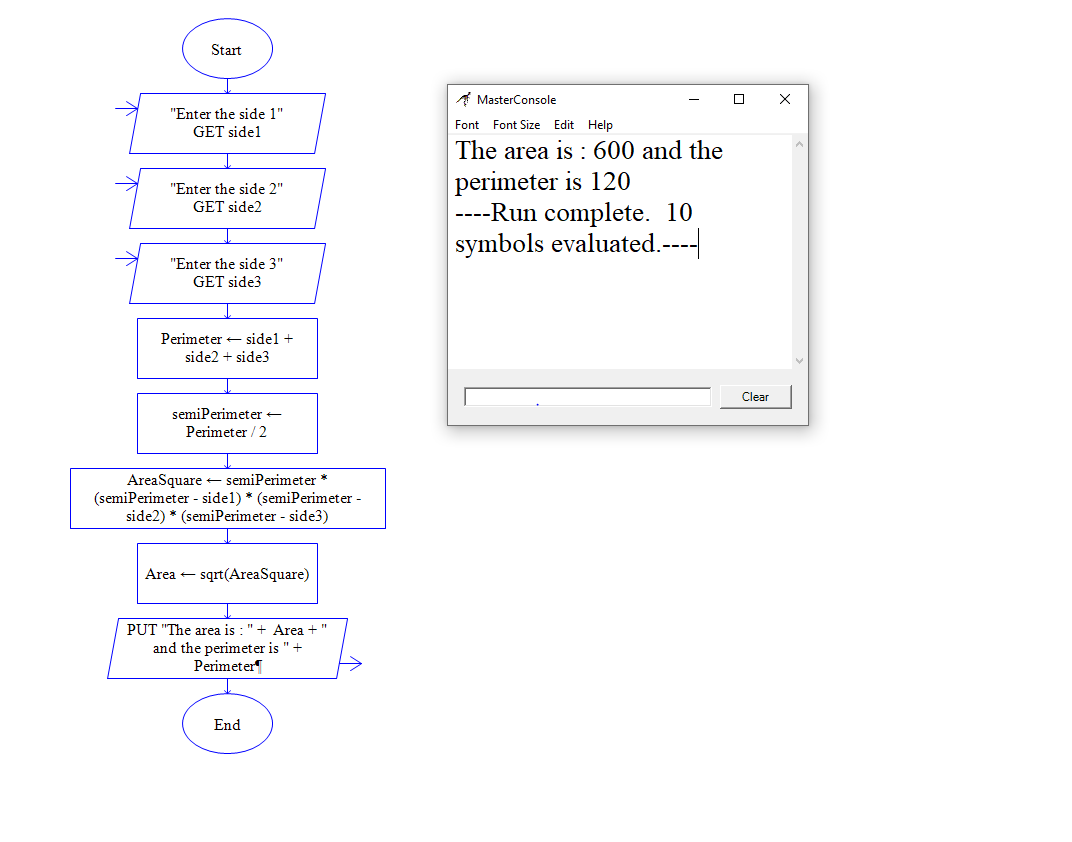 Start
"Enter the side 1"
GET side1
"Enter the side 2"
GET side2
"Enter the side 3"
GET side3
Perimeter ← side1 +
side2 + side3
semiPerimeter ←
Perimeter / 2
AreaSquare ← semiPerimeter *
(semiPerimeter - side1) * (semiPerimeter -
side2) * (semiPerimeter - side3)
Area ← sqrt(AreaSquare)
PUT "The area is : " + Area + "
and the perimeter is " +
Perimeter¶
End
MasterConsole
Font Font Size Edit Help
The area is : 600 and the
perimeter is 120
----Run complete. 10
symbols evaluated.----
Clear